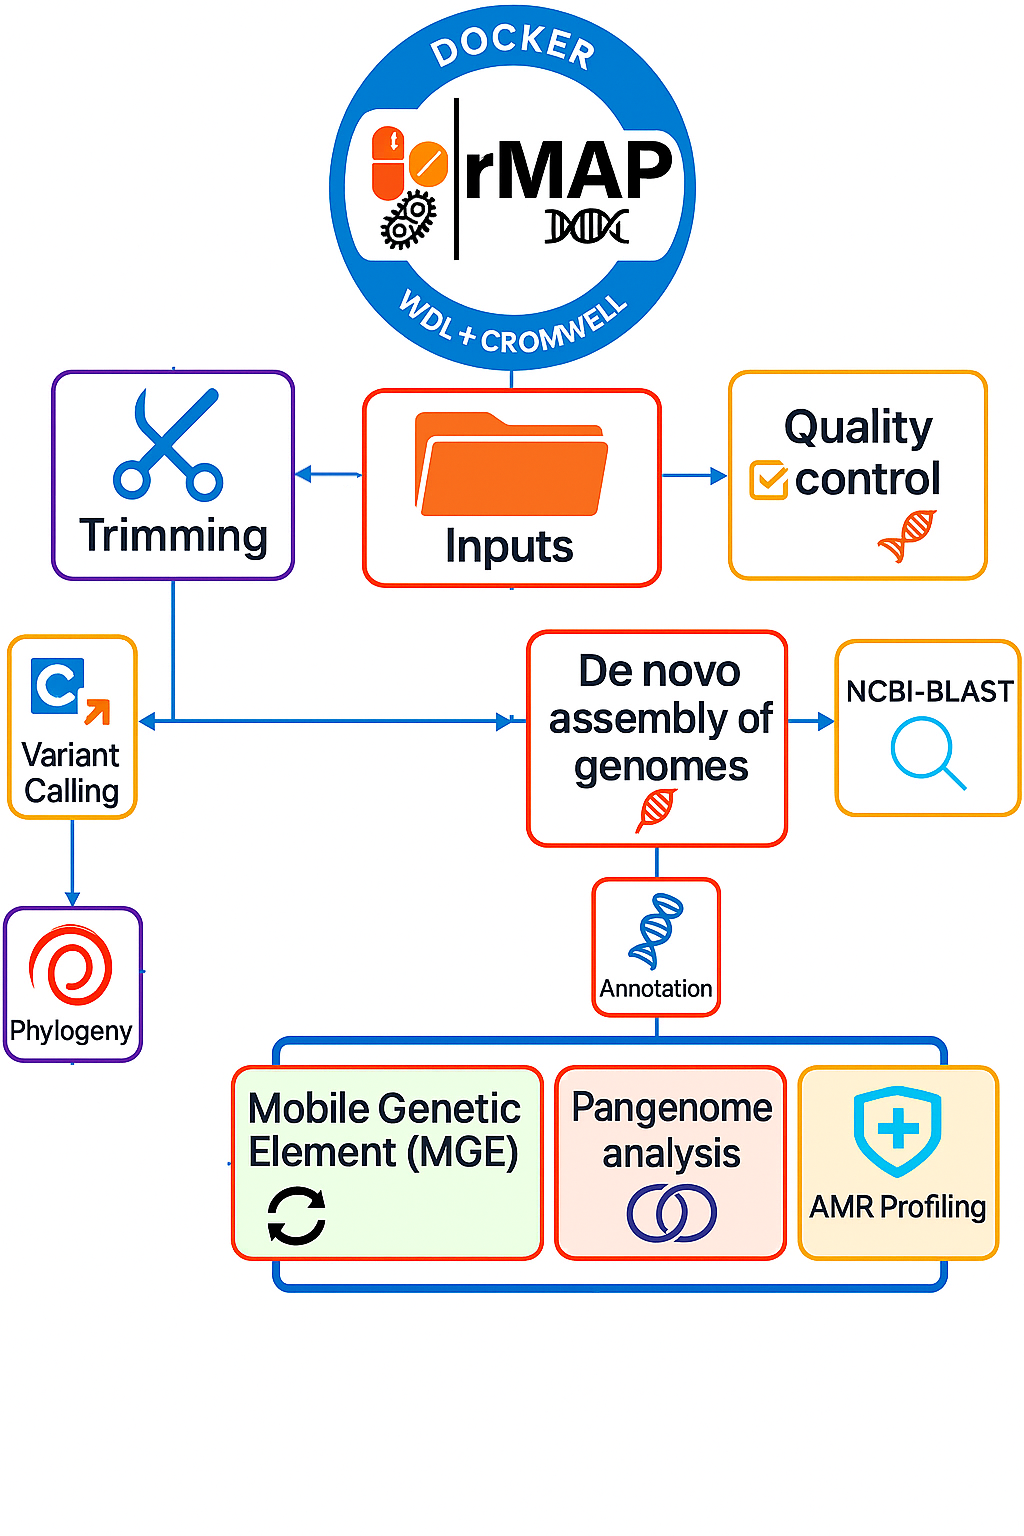 DOCKER
rMAP
WDL + CROMWELL
Trimming
Inputs
Quality
control
Variant
Calling
De novo
assembly of
genomes
NCBI-BLAST
Phylogeny
Annotation
Mobile Genetic
Element (MGE)
Pangenome
analysis
AMR Profiling